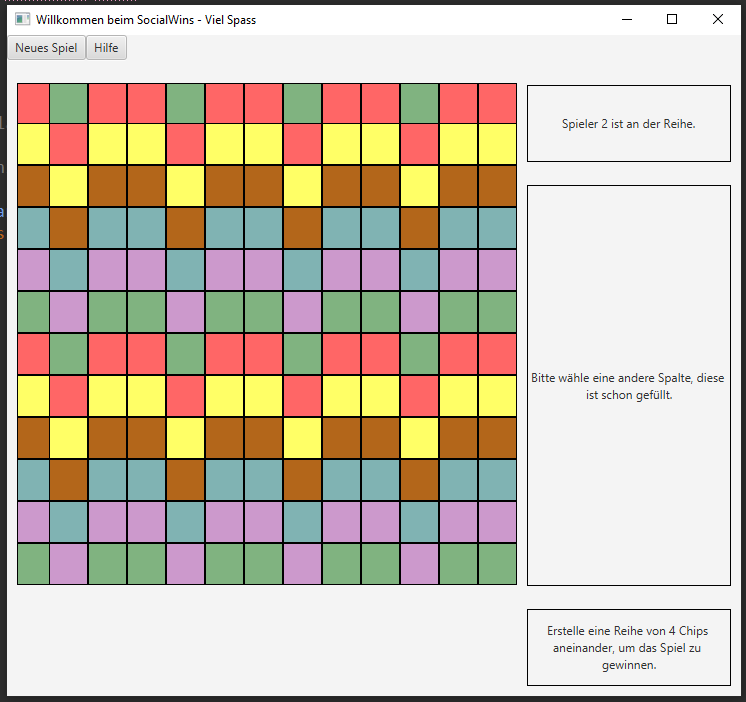 Willkommen beim SocialWins - Viel Spass
Neues Spiel Hilfe
Spieler 2 ist an der Reihe.
Bitte wähle eine andere Spalte, diese
ist schon gefüllt.
Erstelle eine Reihe von 4 Chips
aneinander, um das Spiel zu
gewinnen.